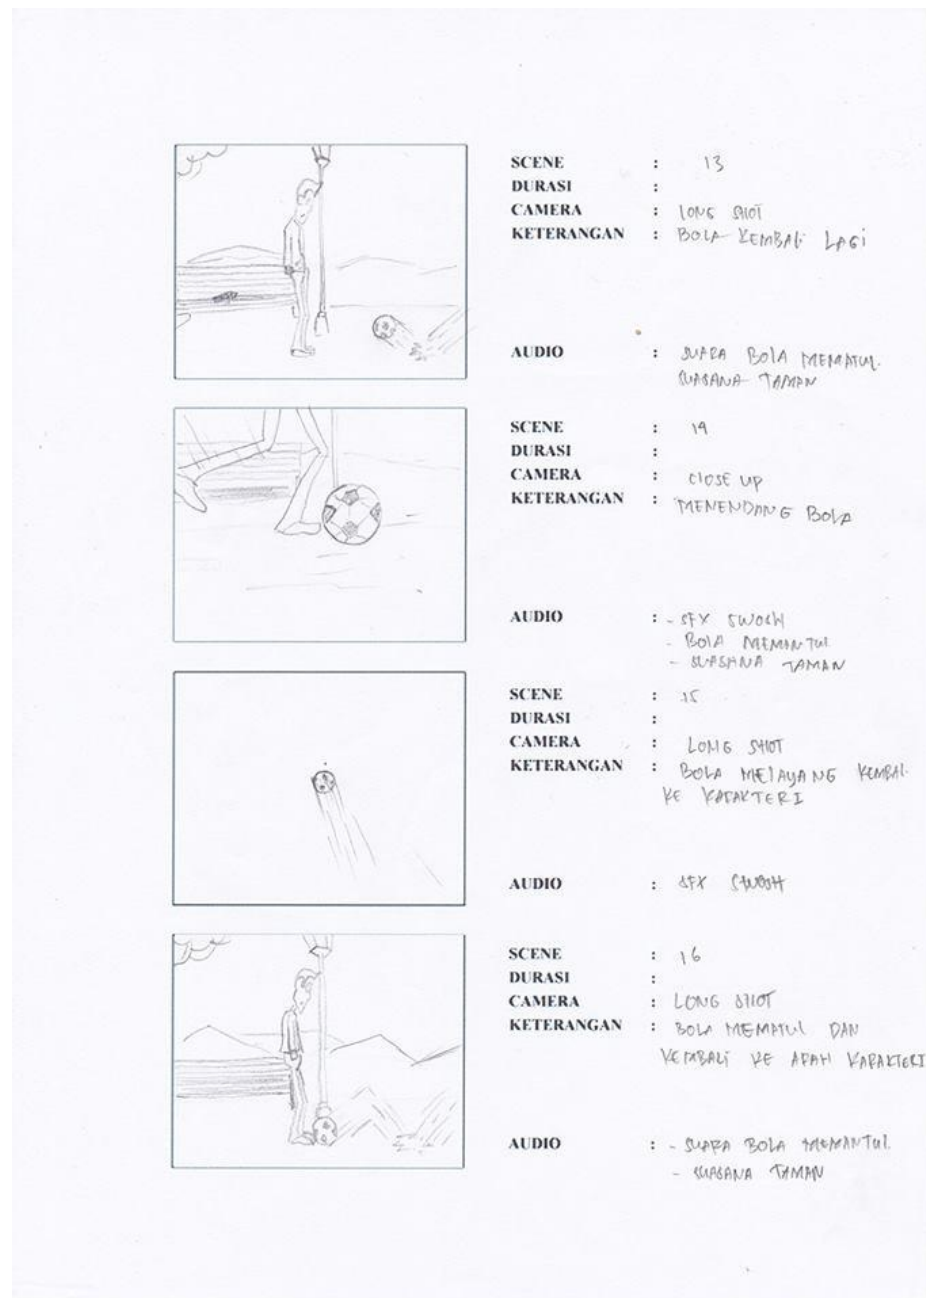 SCENE : 13
DURASI :
CAMERA : LONG SHOT
KETERANGAN : BOLA KEMBALI LAGI
AUDIO : SUARA BOLA MEMATUL
SUASANA TAMAN
SCENE : 14
DURASI :
CAMERA : CLOSE UP
KETERANGAN : MENENDANG BOLA
AUDIO : - SFX SWOSH
- BOLA MEMANTUL
- SUASANA TAMAN
SCENE : 15
DURASI :
CAMERA : LONG SHOT
KETERANGAN : BOLA MELAYANG KEMBALI
KE KARAKTER I
AUDIO : SFX SWOSH
SCENE : 16
DURASI :
CAMERA : LONG SHOT
KETERANGAN : BOLA MEMATUL DAN
KEMBALI KE ARAH KARAKTER I
AUDIO : - SUARA BOLA MEMANTUL
- SUASANA TAMAN